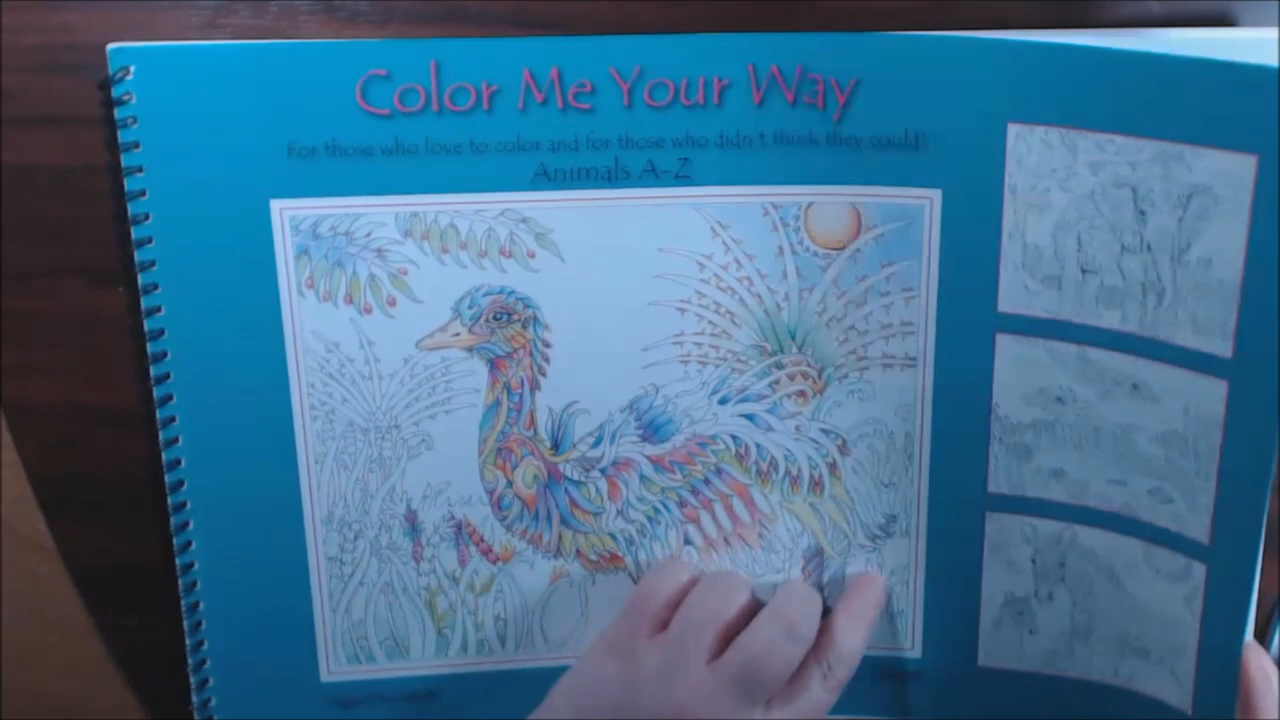 Color Me Your Way
For those who love to color and for those who didn't think they could!
Animals A-Z